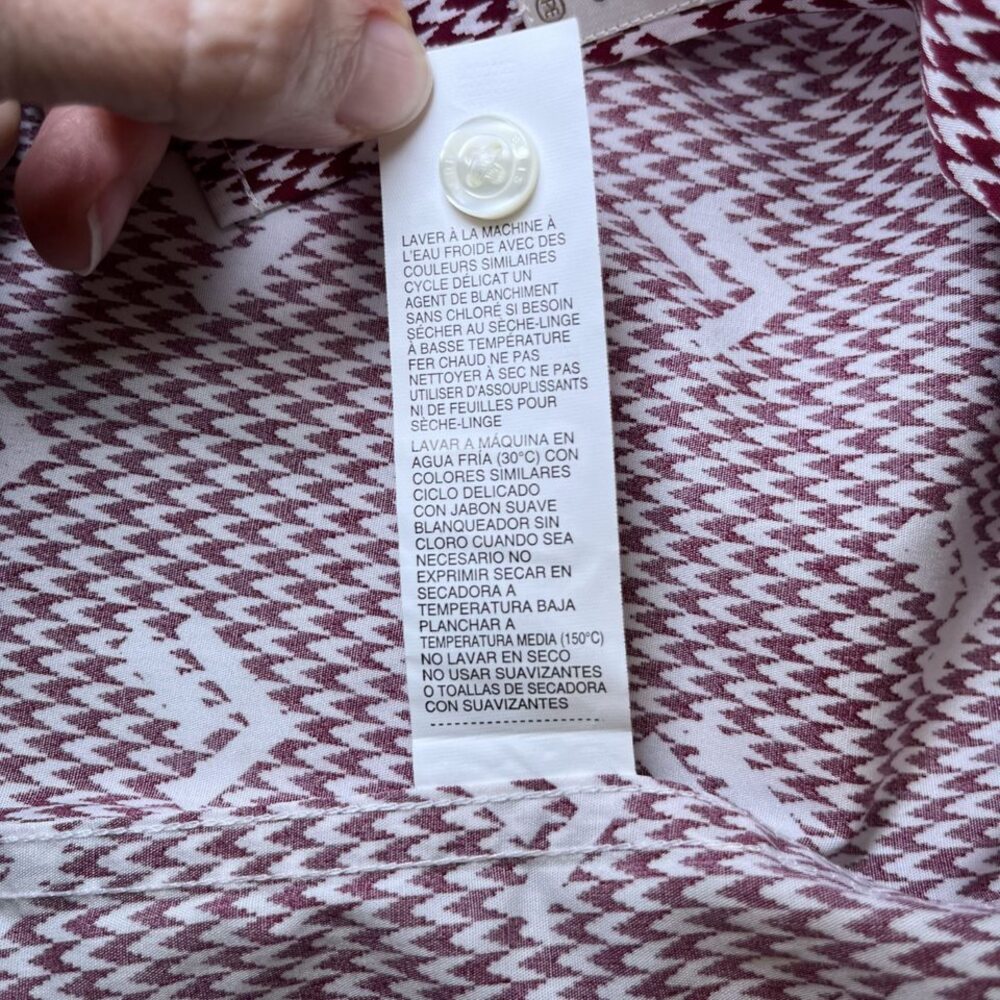 LAVER À LA MACHINE À
L'EAU FROIDE AVEC DES
COULEURS SIMILAIRES
CYCLE DÉLICAT UN
AGENT DE BLANCHIMENT
SANS CHLORÉ SI BESOIN
SÉCHER AU SÈCHE-LINGE
À BASSE TEMPÉRATURE
FER CHAUD NE PAS
NETTOYER À SEC NE PAS
UTILISER D'ASSOUPLISSANTS
NI DE FEUILLES POUR
SÈCHE-LINGE
LAVAR A MÁQUINA EN
AGUA FRÍA (30°C) CON
COLORES SIMILARES
CICLO DELICADO
CON JABON SUAVE
BLANQUEADOR SIN
CLORO CUANDO SEA
NECESARIO NO
EXPRIMIR SECAR EN
SECADORA A
TEMPERATURA BAJA
PLANCHAR A
TEMPERATURA MEDIA (150°C)
NO LAVAR EN SECO
NO USAR SUAVIZANTES
O TOALLAS DE SECADORA
CON SUAVIZANTES